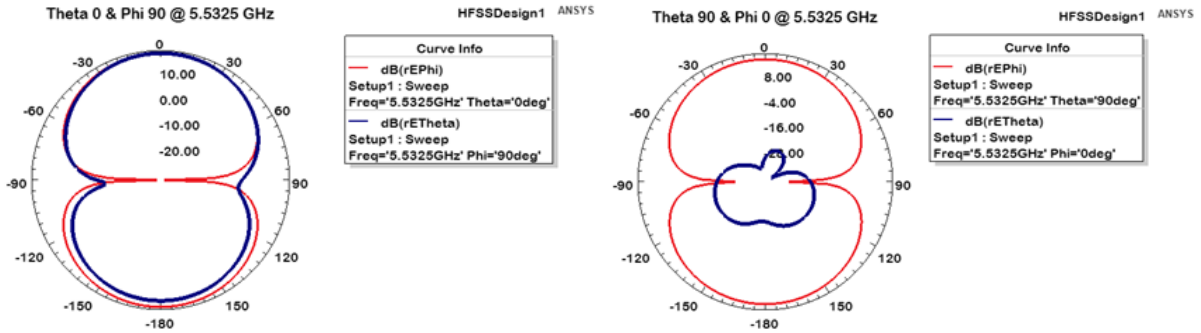 Theta 0 & Phi 90 @ 5.5325 GHz
HFSSDesign1
ANSYS
Curve Info
dB(rEPhi)
Setup1 : Sweep
Freq='5.5325GHz' Theta='0deg'
dB(rETheta)
Setup1 : Sweep
Freq='5.5325GHz' Phi='90deg'
0
-30
30
10.00
-60
0.00
60
-10.00
-20.00
-90
90
-120
120
-150
150
-180
Theta 90 & Phi 0 @ 5.5325 GHz
HFSSDesign1
ANSYS
Curve Info
dB(rEPhi)
Setup1 : Sweep
Freq='5.5325GHz' Theta='90deg'
dB(rETheta)
Setup1 : Sweep
Freq='5.5325GHz' Phi='0deg'
0
-30
30
8.00
-60
-4.00
60
-16.00
-90
90
-120
120
-150
150
-180